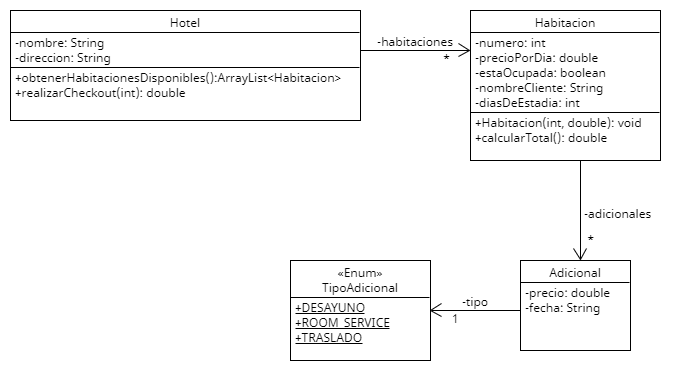 Hotel
-nombre: String
-direccion: String
+obtenerHabitacionesDisponibles():ArrayList<Habitacion>
+realizarCheckout(int): double
-habitaciones
*
Habitacion
-numero: int
-precioPorDia: double
-estaOcupada: boolean
-nombreCliente: String
-diasDeEstadia: int
+Habitacion(int, double): void
+calcularTotal(): double
-adicionales
*
«Enum»
TipoAdicional
+DESAYUNO
+ROOM_SERVICE
+TRASLADO
-tipo
1
Adicional
-precio: double
-fecha: String